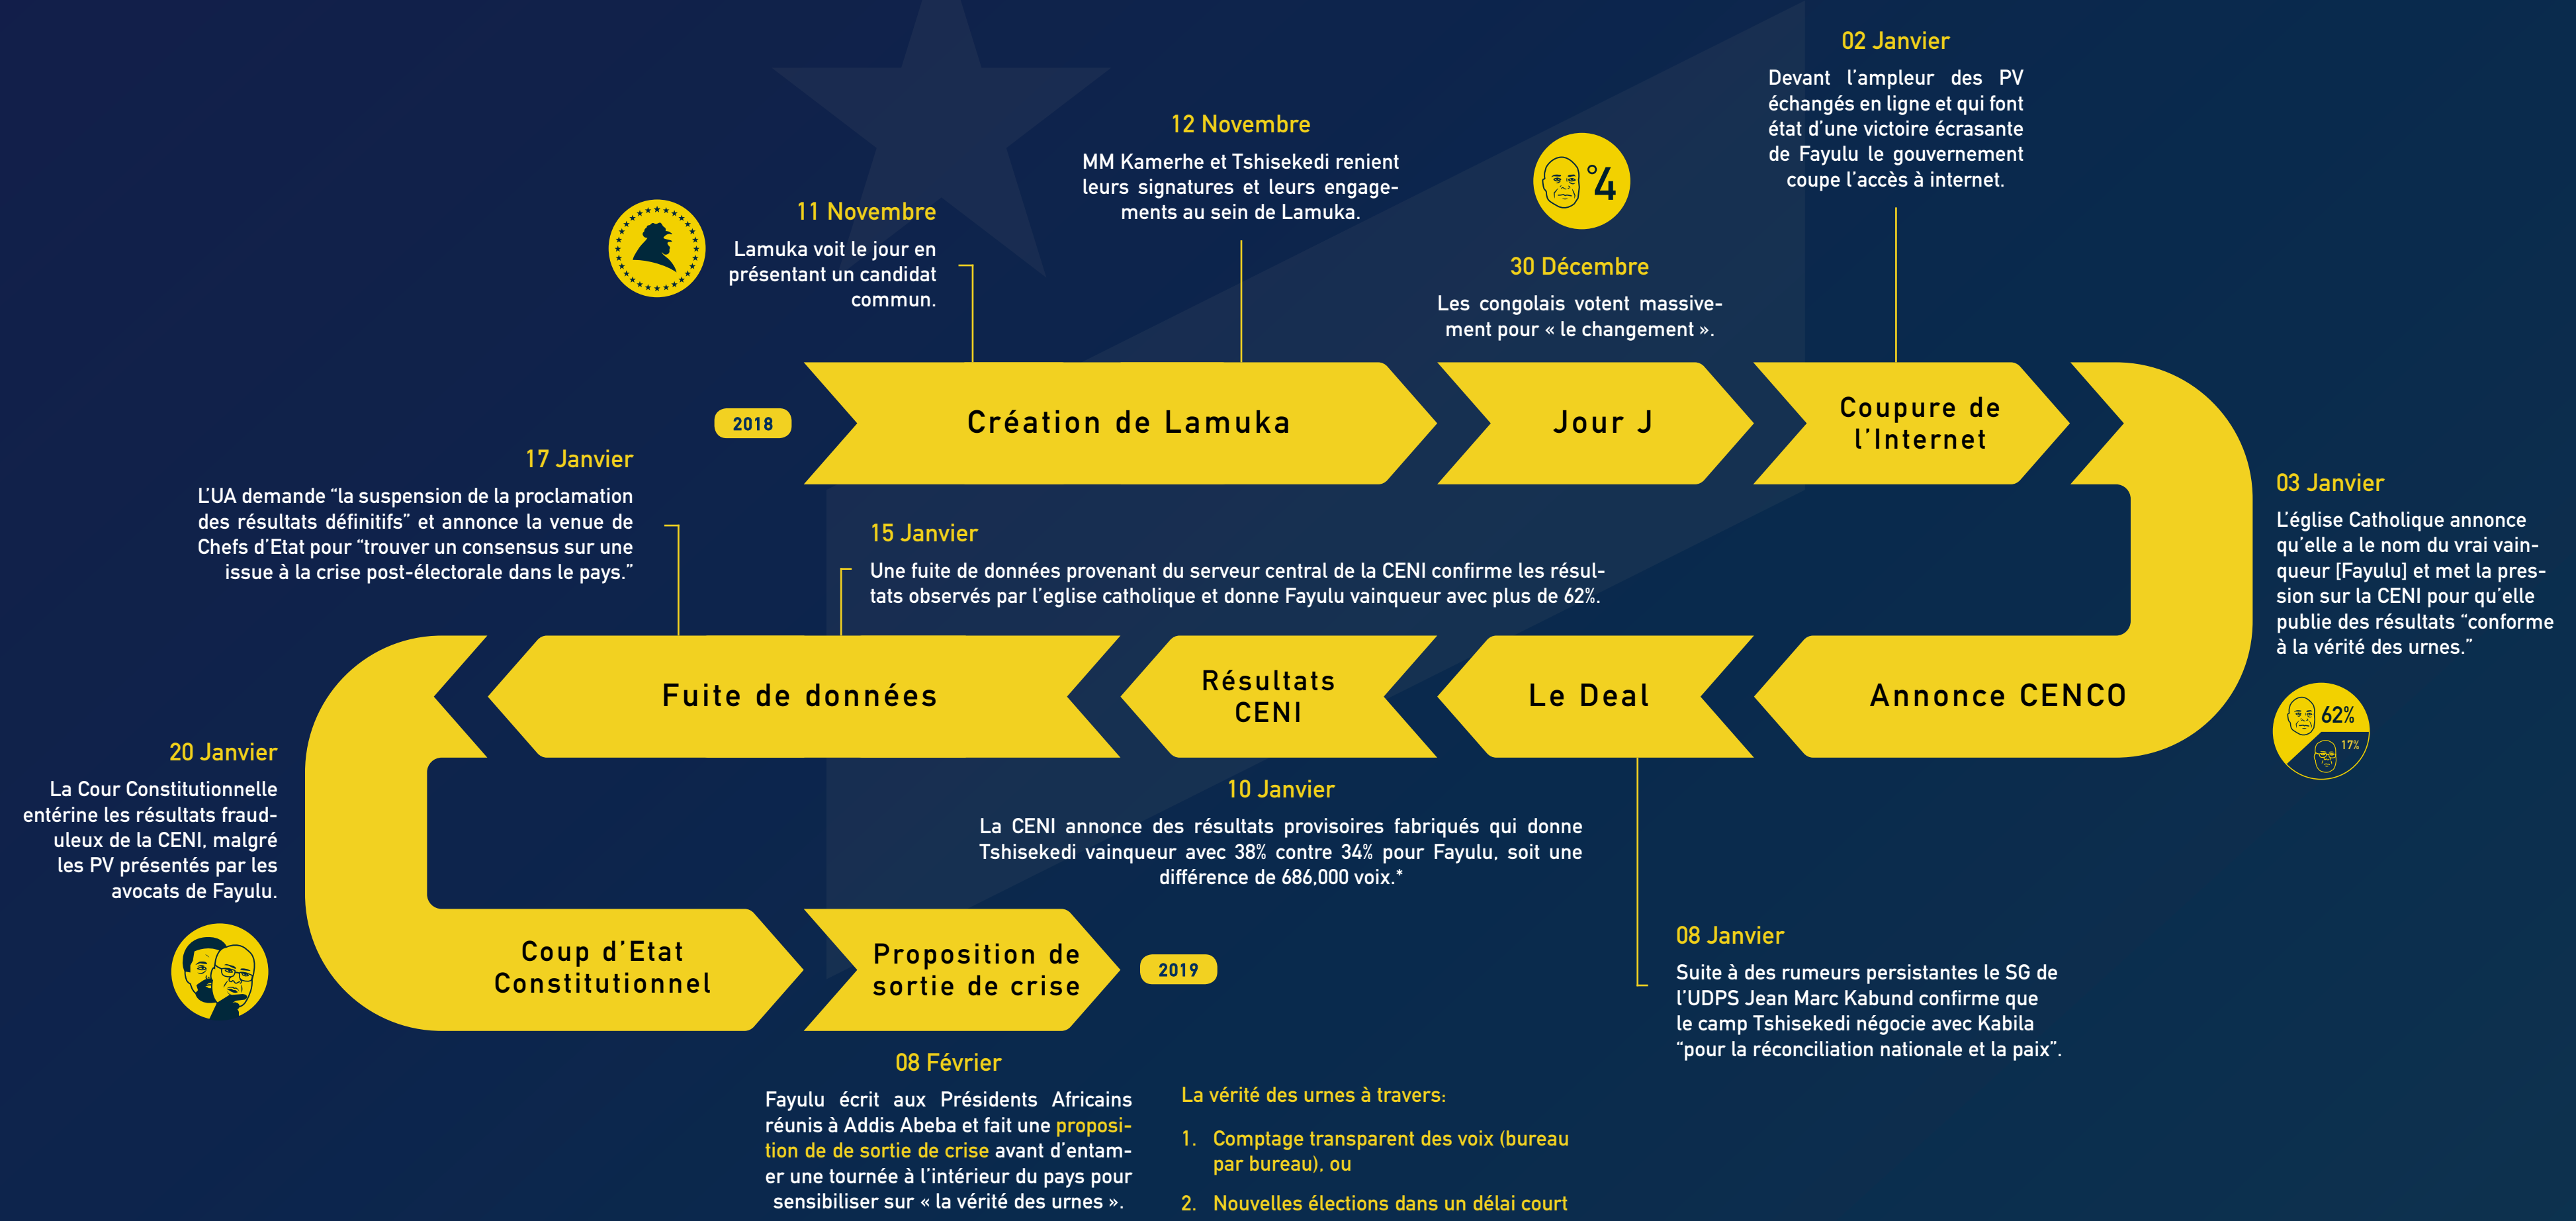 2018
11 Novembre
Lamuka voit le jour en
présentant un candidat
commun.
12 Novembre
MM Kamerhe et Tshisekedi renient
leurs signatures et leurs engage-
ments au sein de Lamuka.
Création de Lamuka
°4
30 Décembre
Les congolais votent massive-
ment pour « le changement ».
Jour J
02 Janvier
Devant l’ampleur des PV
échangés en ligne et qui font
état d’une victoire écrasante
de Fayulu le gouvernement
coupe l’accès à internet.
Coupure de
l’Internet
03 Janvier
L’église Catholique annonce
qu’elle a le nom du vrai vain-
queur [Fayulu] et met la pres-
sion sur la CENI pour qu’elle
publie des résultats “conforme
à la vérité des urnes.”
62%
17%
Annonce CENCO
Le Deal
08 Janvier
Suite à des rumeurs persistantes le SG de
l’UDPS Jean Marc Kabund confirme que
le camp Tshisekedi négocie avec Kabila
“pour la réconciliation nationale et la paix”.
Résultats
CENI
10 Janvier
La CENI annonce des résultats provisoires fabriqués qui donne
Tshisekedi vainqueur avec 38% contre 34% pour Fayulu, soit une
différence de 686,000 voix.*
Fuite de données
15 Janvier
Une fuite de données provenant du serveur central de la CENI confirme les résul-
tats observés par l’eglise catholique et donne Fayulu vainqueur avec plus de 62%.
17 Janvier
L’UA demande “la suspension de la proclamation
des résultats définitifs” et annonce la venue de
Chefs d’Etat pour “trouver un consensus sur une
issue à la crise post-électorale dans le pays.”
20 Janvier
La Cour Constitutionnelle
entérine les résultats fraud-
uleux de la CENI, malgré
les PV présentés par les
avocats de Fayulu.
Coup d’Etat
Constitutionnel
Proposition de
sortie de crise
2019
08 Février
Fayulu écrit aux Présidents Africains
réunis à Addis Abeba et fait une proposi-
tion de de sortie de crise avant d’entam-
er une tournée à l’intérieur du pays pour
sensibiliser sur « la vérité des urnes ».
La vérité des urnes à travers:
1. Comptage transparent des voix (bureau
par bureau), ou
2. Nouvelles élections dans un délai court